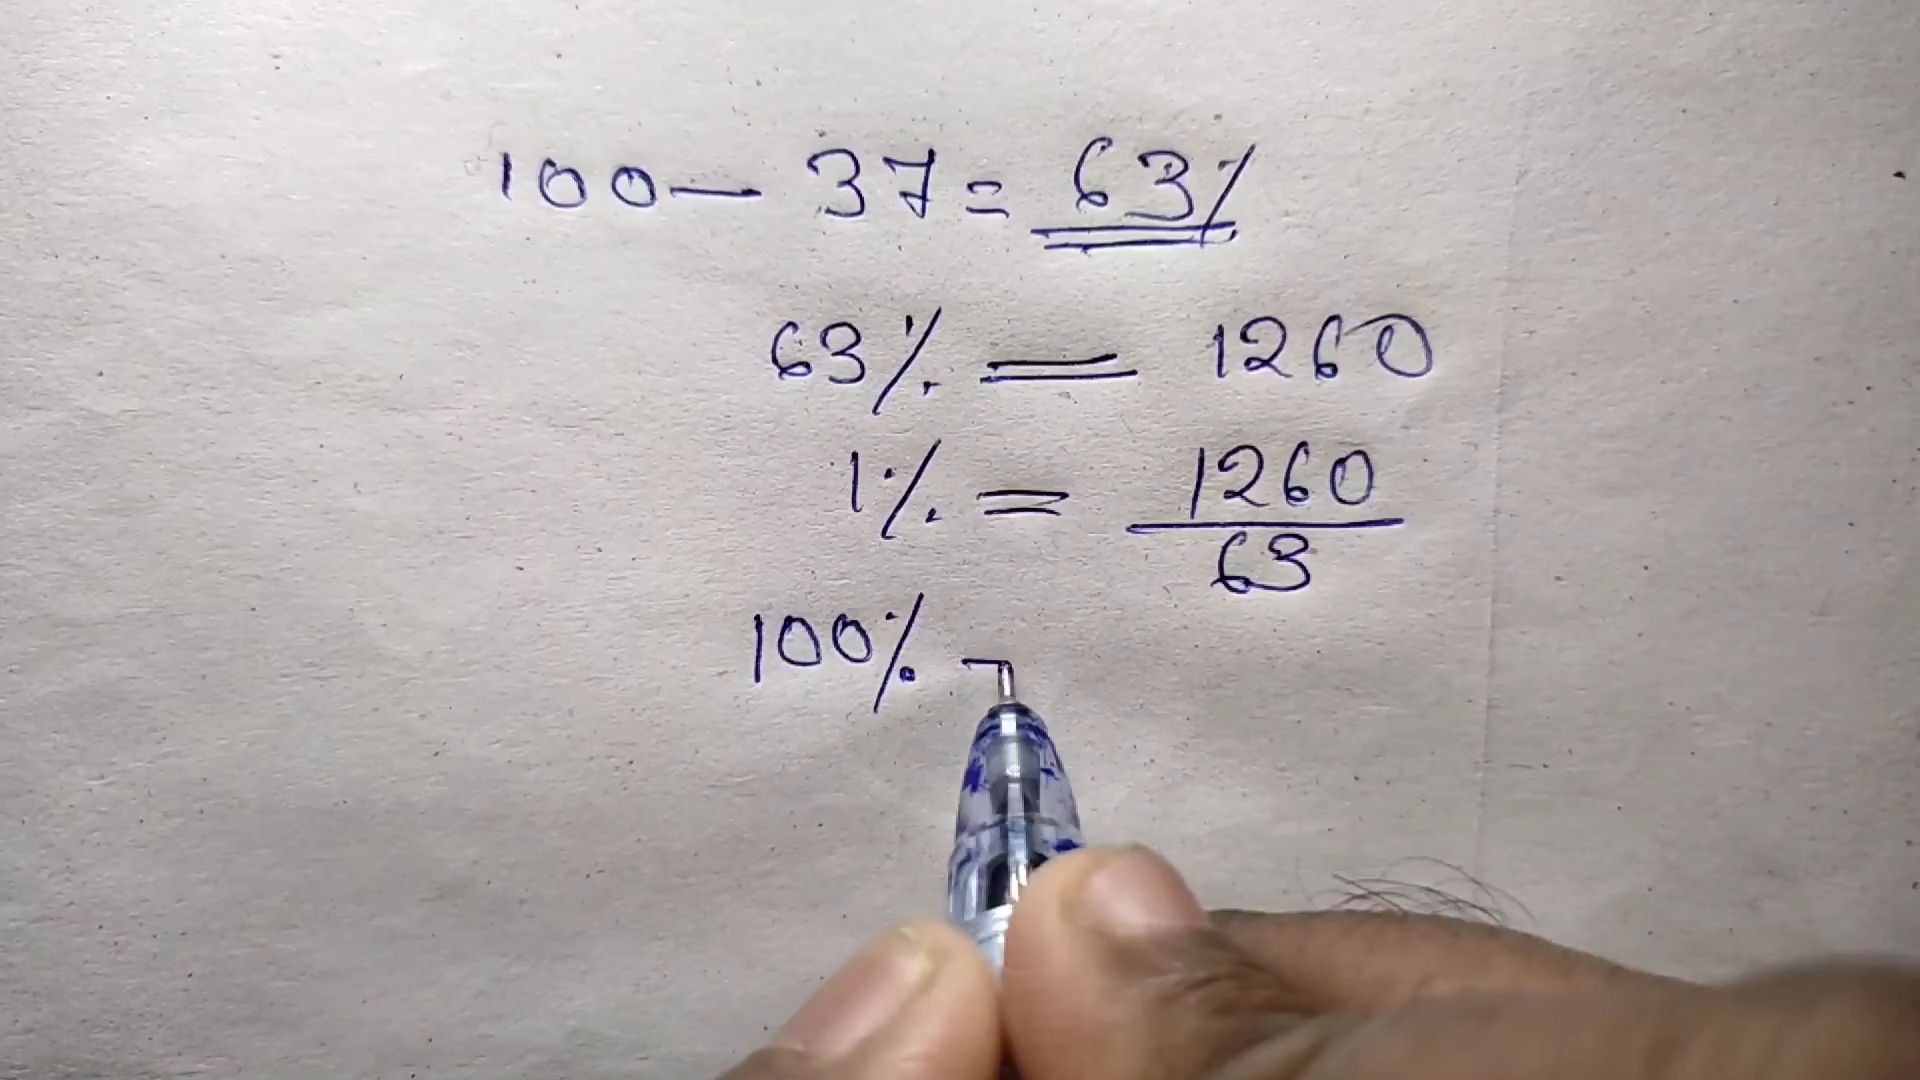 100 - 37 = 63%
63% = 1260
1% = 1260
63
100% -